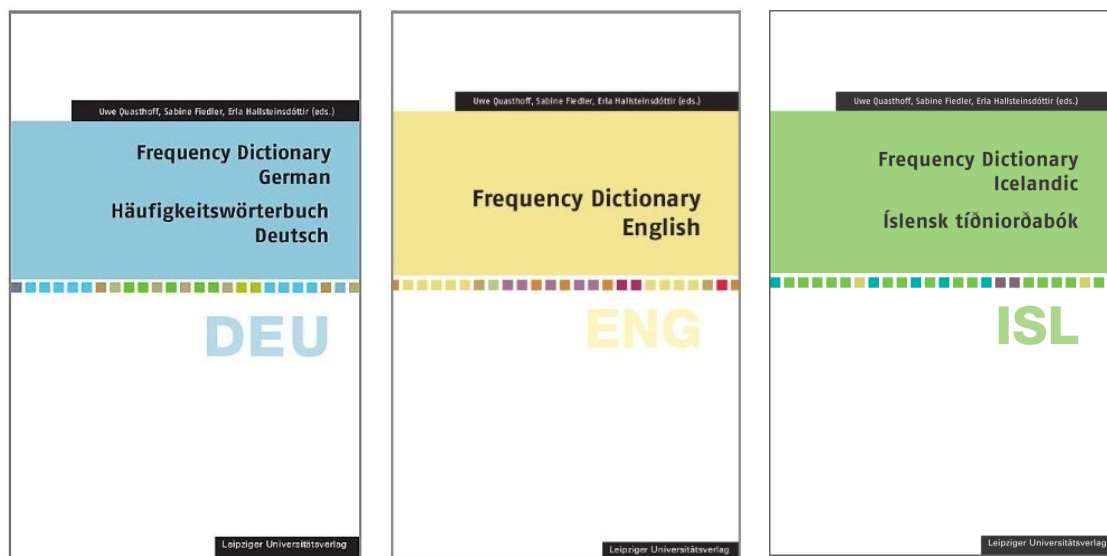 Uwe Quasthoff, Sabine Fiedler, Erla Hallsteinsdóttir (eds.)
Frequency Dictionary
German
Häufigkeitswörterbuch
Deutsch
DEU
Leipziger Universitätsverlag
Uwe Quasthoff, Sabine Fiedler, Erla Hallsteinsdóttir (eds.)
Frequency Dictionary
English
ENG
Leipziger Universitätsverlag
Uwe Quasthoff, Sabine Fiedler, Erla Hallsteinsdóttir (eds.)
Frequency Dictionary
Icelandic
Íslensk tíðniorðabók
ISL
Leipziger Universitätsverlag